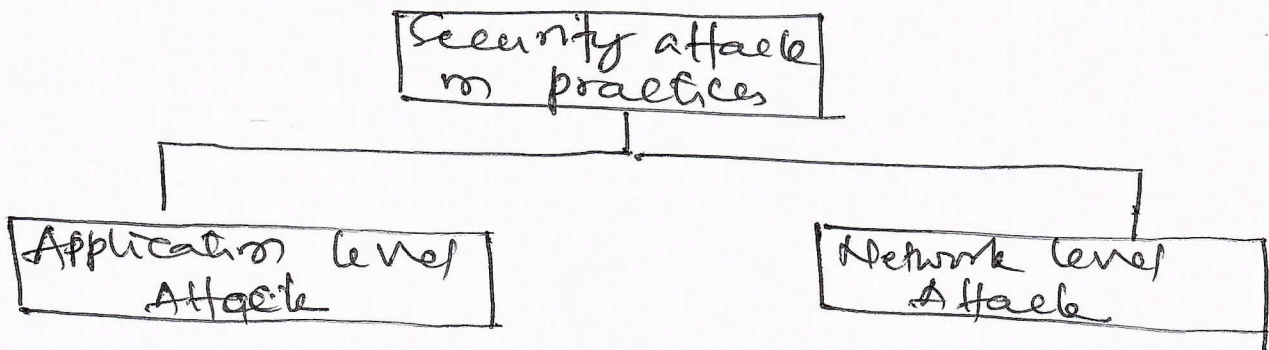 Security attack
in practices
Application level
Attack
Network level
Attack